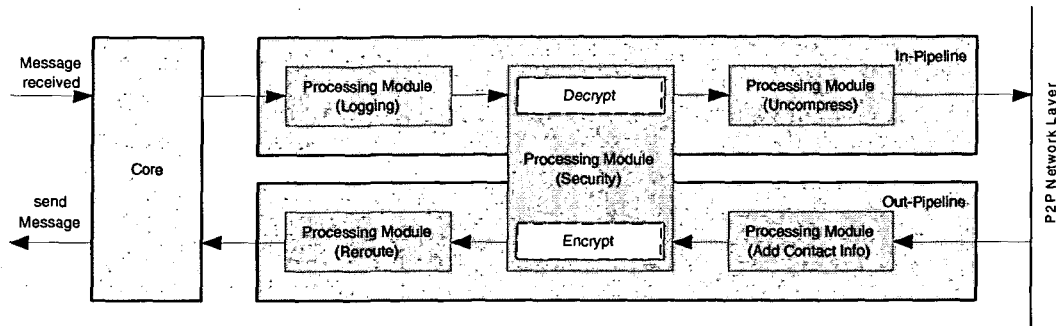 Message
received
Core
send
Message
In-Pipeline
Processing Module
(Logging)
Decrypt
Processing Module
(Uncompress)
Processing Module
(Security)
Out-Pipeline
Processing Module
(Reroute)
Encrypt
Processing Module
(Add Contact Info)
P2P Network Layer